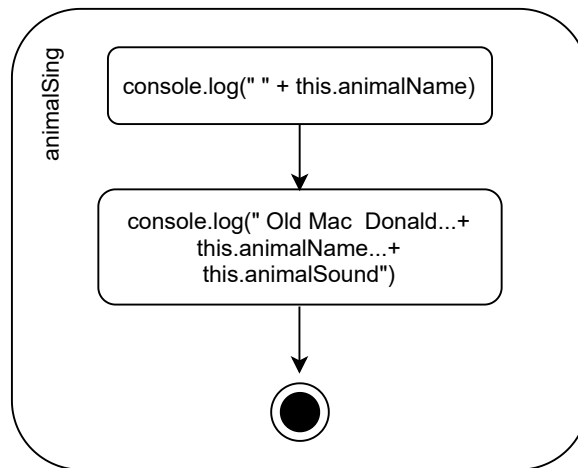 animalSing
console.log(" " + this.animalName)
console.log(" Old Mac  Donald...+
this.animalName...+
this.animalSound")